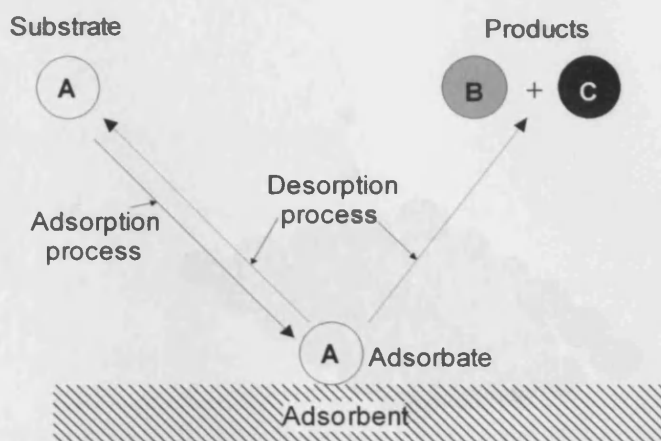 Substrate
Products
A
B + C
Desorption
process
Adsorption
process
A Adsorbate
Adsorbent